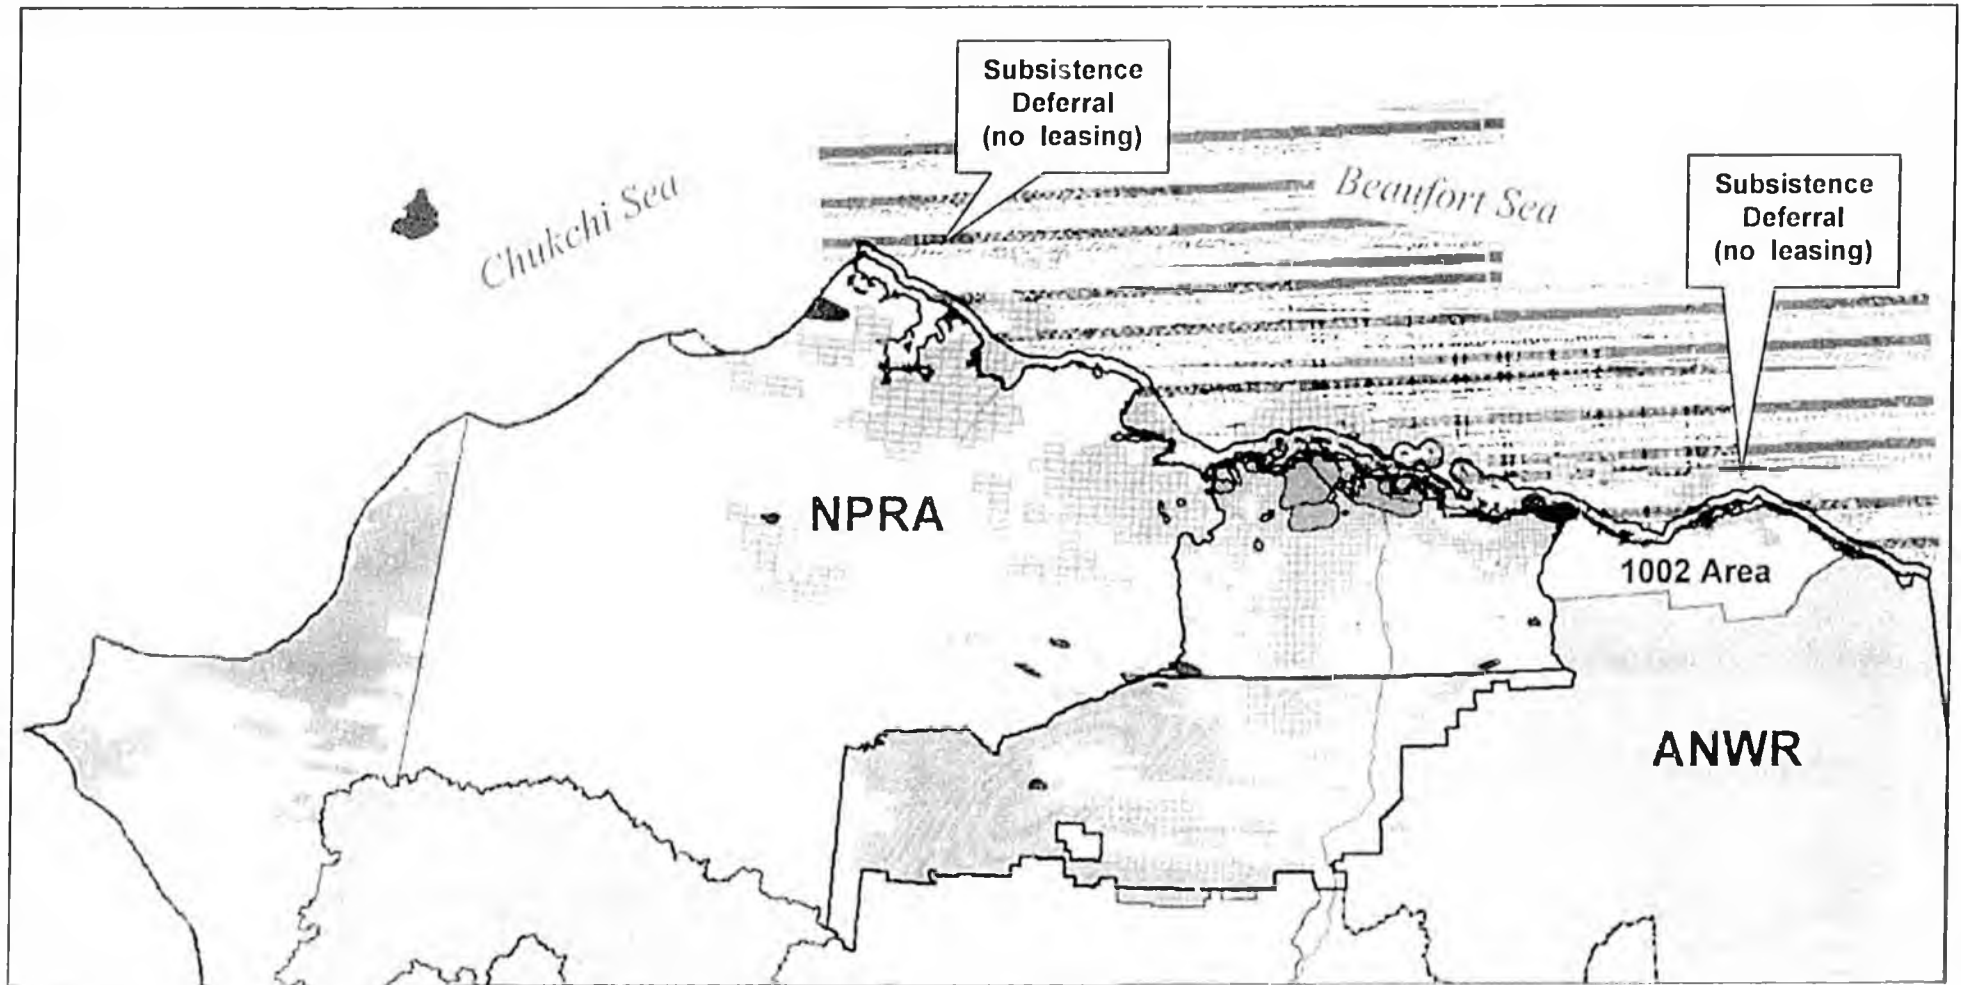 Subsistence
Deferral
(no leasing)
Chukchi Sea
Beaufort Sea
Subsistence
Deferral
(no leasing)
NPRA
1002 Area
ANWR